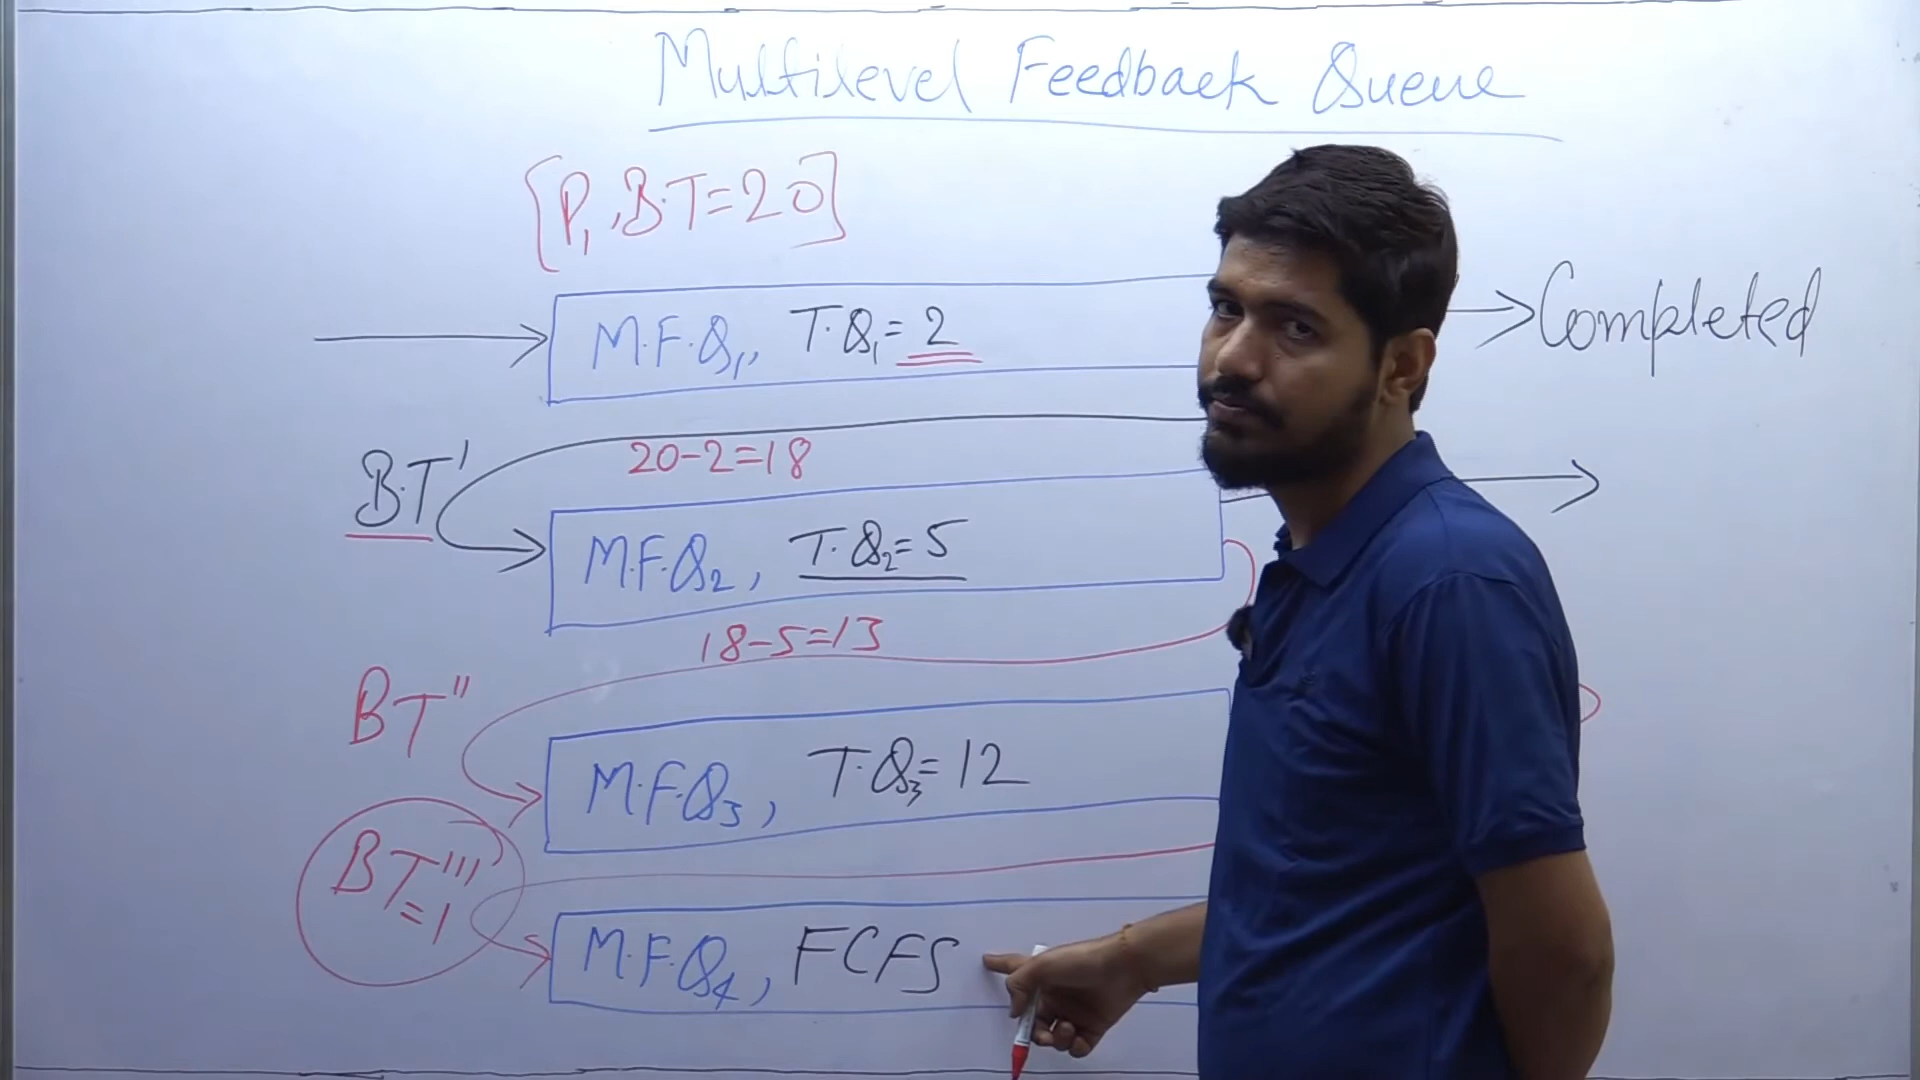 Multilevel Feedback Queue
[P1, B.T=20]
M.F.Q1, T.Q1=2
Completed
20-2=18
B.T'
M.F.Q2, T.Q2=5
18-5=13
BT''
M.F.Q3, T.Q3=12
BT'''
=1
M.F.Q4, FCFS